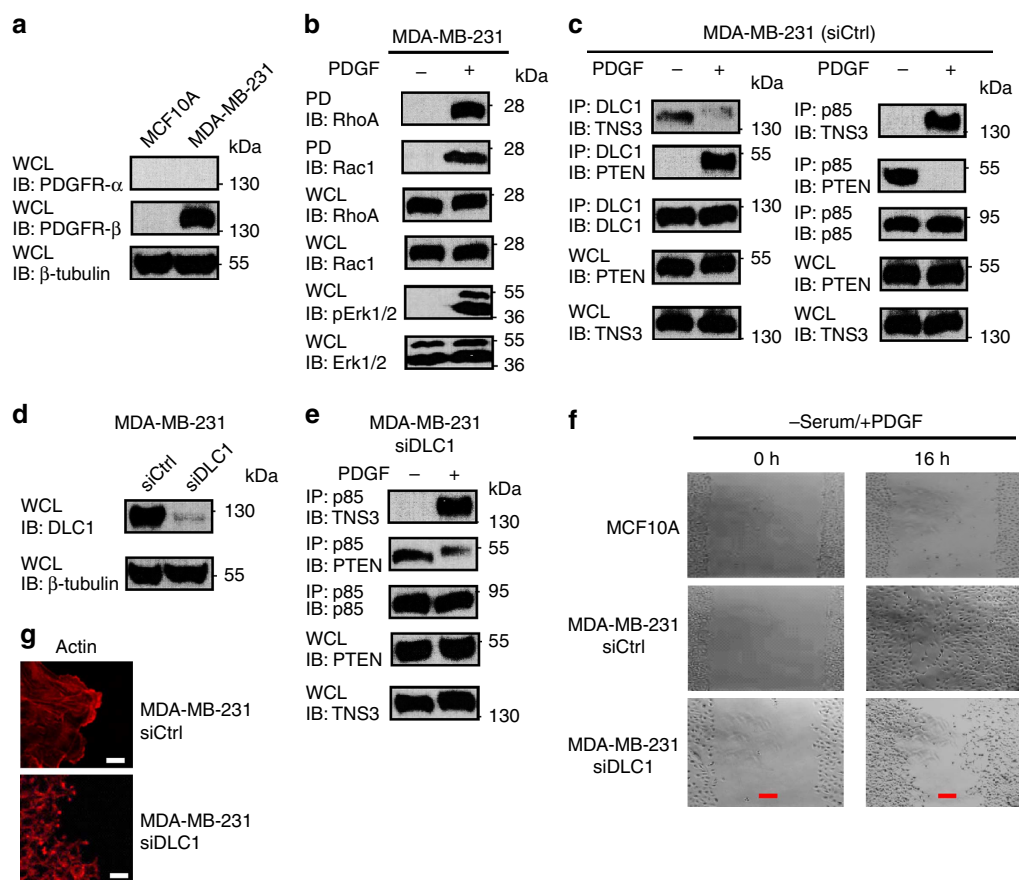 a
MCF10A
MDA-MB-231
kDa
WCL
IB: PDGFR-α
130
WCL
IB: PDGFR-β
130
WCL
IB: β-tubulin
55
b
MDA-MB-231
PDGF – +
kDa
PD
IB: RhoA
28
PD
IB: Rac1
28
WCL
IB: RhoA
28
WCL
IB: Rac1
28
WCL
IB: pErk1/2
55
36
WCL
IB: Erk1/2
55
36
c
MDA-MB-231 (siCtrl)
PDGF – +
kDa
IP: DLC1
IB: TNS3
130
IP: DLC1
IB: PTEN
55
IP: DLC1
IB: DLC1
130
WCL
IB: PTEN
55
WCL
IB: TNS3
130
PDGF – +
kDa
IP: p85
IB: TNS3
130
IP: p85
IB: PTEN
55
IP: p85
IB: p85
95
WCL
IB: PTEN
55
WCL
IB: TNS3
130
d
MDA-MB-231
siCtrl
siDLC1
kDa
WCL
IB: DLC1
130
WCL
IB: β-tubulin
55
e
MDA-MB-231
siDLC1
PDGF – +
kDa
IP: p85
IB: TNS3
130
IP: p85
IB: PTEN
55
IP: p85
IB: p85
95
WCL
IB: PTEN
55
WCL
IB: TNS3
130
f
–Serum/+PDGF
0 h 16 h
MCF10A
MDA-MB-231
siCtrl
MDA-MB-231
siDLC1
g
Actin
MDA-MB-231
siCtrl
MDA-MB-231
siDLC1